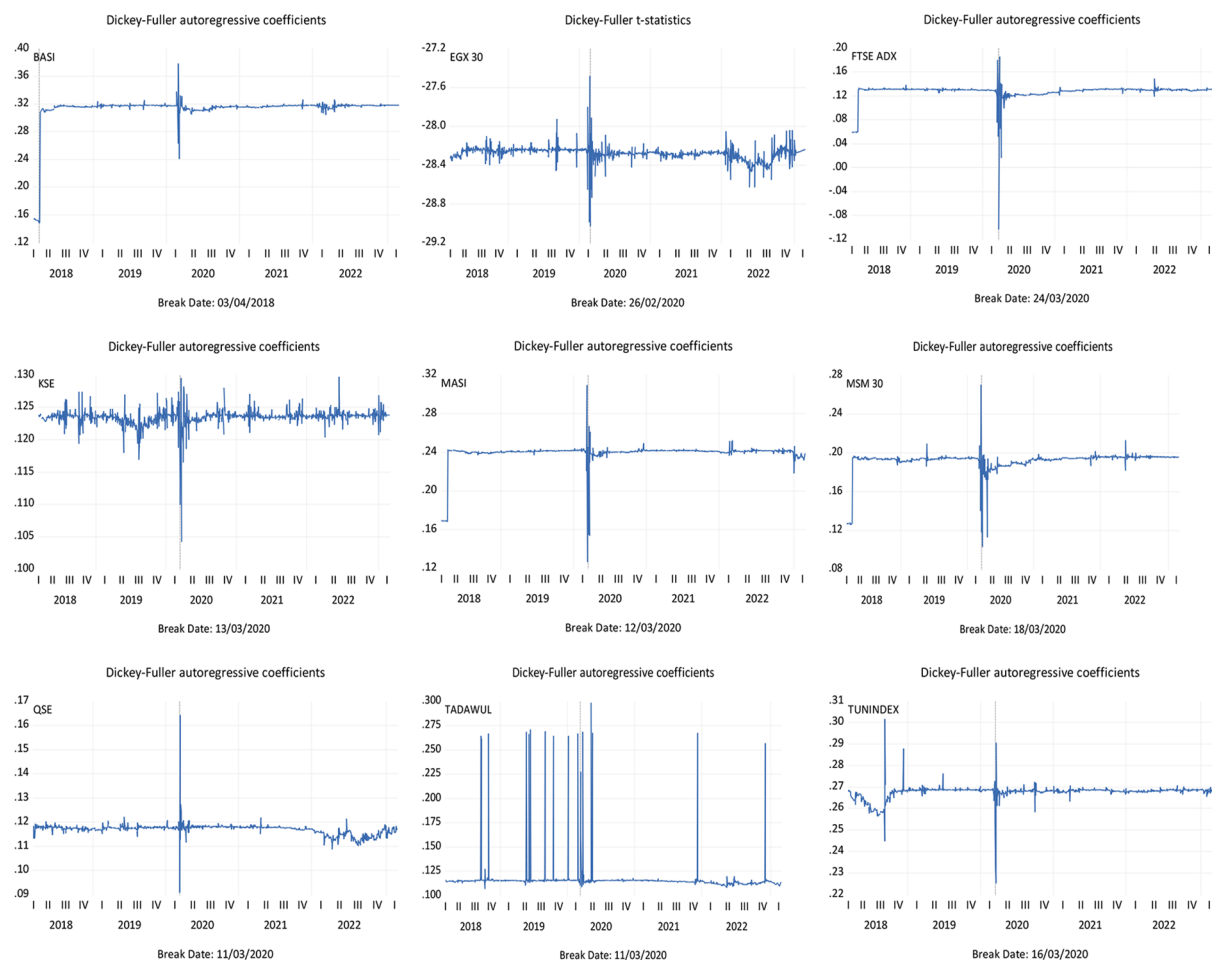 Dickey-Fuller autoregressive coefficients
BASI
.40
.36
.32
.28
.24
.20
.16
.12
I II III IV I II III IV I II III IV I II III IV I II III IV I
2018 2019 2020 2021 2022
Break Date: 03/04/2018
Dickey-Fuller t-statistics
EGX 30
-27.2
-27.6
-28.0
-28.4
-28.8
-29.2
I II III IV I II III IV I II III IV I II III IV I II III IV I
2018 2019 2020 2021 2022
Break Date: 26/02/2020
Dickey-Fuller autoregressive coefficients
FTSE ADX
.20
.16
.12
.08
.04
.00
-.04
-.08
-.12
I II III IV I II III IV I II III IV I II III IV I II III IV I
2018 2019 2020 2021 2022
Break Date: 24/03/2020
Dickey-Fuller autoregressive coefficients
KSE
.130
.125
.120
.115
.110
.105
.100
I II III IV I II III IV I II III IV I II III IV I II III IV I
2018 2019 2020 2021 2022
Break Date: 13/03/2020
Dickey-Fuller autoregressive coefficients
MASI
.32
.28
.24
.20
.16
.12
I II III IV I II III IV I II III IV I II III IV I II III IV I
2018 2019 2020 2021 2022
Break Date: 12/03/2020
Dickey-Fuller autoregressive coefficients
MSM 30
.28
.24
.20
.16
.12
.08
I II III IV I II III IV I II III IV I II III IV I II III IV I
2018 2019 2020 2021 2022
Break Date: 18/03/2020
Dickey-Fuller autoregressive coefficients
QSE
.17
.16
.15
.14
.13
.12
.11
.10
.09
I II III IV I II III IV I II III IV I II III IV I II III IV I
2018 2019 2020 2021 2022
Break Date: 11/03/2020
Dickey-Fuller autoregressive coefficients
TADAWUL
.300
.275
.250
.225
.200
.175
.150
.125
.100
I II III IV I II III IV I II III IV I II III IV I II III IV I
2018 2019 2020 2021 2022
Break Date: 11/03/2020
Dickey-Fuller autoregressive coefficients
TUNINDEX
.31
.30
.29
.28
.27
.26
.25
.24
.23
.22
I II III IV I II III IV I II III IV I II III IV I II III IV I
2018 2019 2020 2021 2022
Break Date: 16/03/2020